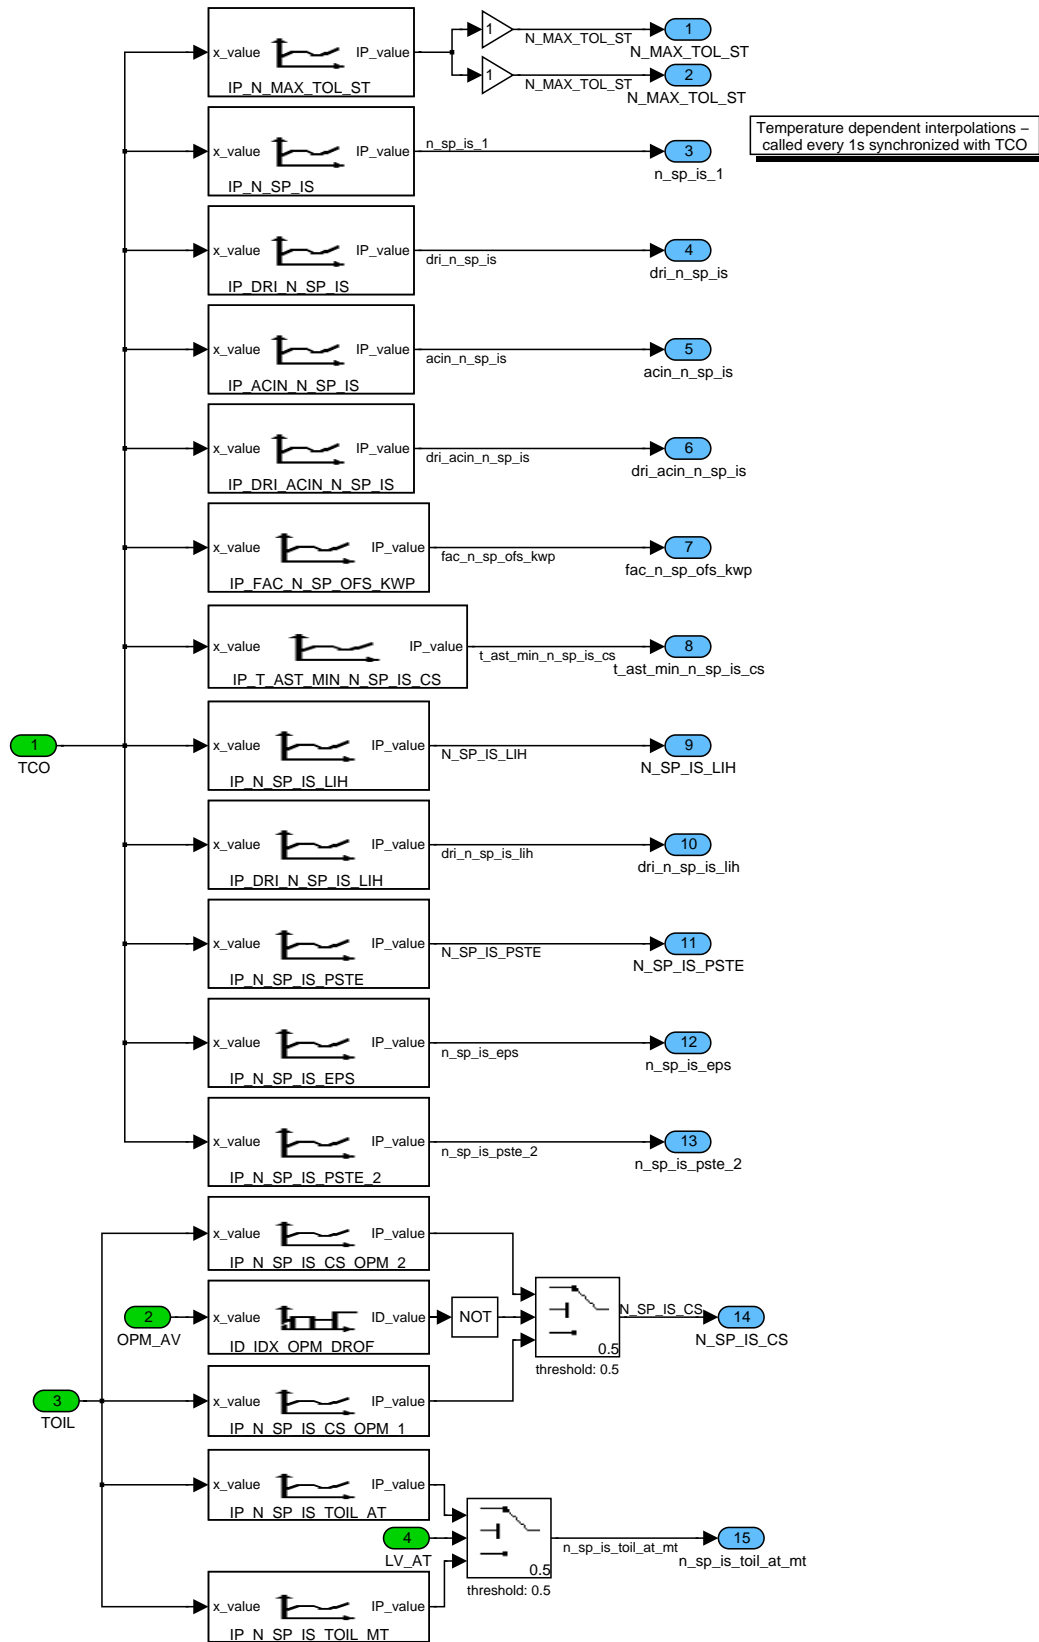 x_value
IP_value
IP_N_MAX_TOL_ST
1
N_MAX_TOL_ST
1
N_MAX_TOL_ST
1
N_MAX_TOL_ST
2
N_MAX_TOL_ST
Temperature dependent interpolations –
called every 1s synchronized with TCO
x_value
IP_value
IP_N_SP_IS
n_sp_is_1
3
n_sp_is_1
x_value
IP_value
IP_DRI_N_SP_IS
dri_n_sp_is
4
dri_n_sp_is
x_value
IP_value
IP_ACIN_N_SP_IS
acin_n_sp_is
5
acin_n_sp_is
x_value
IP_value
IP_DRI_ACIN_N_SP_IS
dri_acin_n_sp_is
6
dri_acin_n_sp_is
x_value
IP_value
IP_FAC_N_SP_OFS_KWP
fac_n_sp_ofs_kwp
7
fac_n_sp_ofs_kwp
x_value
IP_value
IP_T_AST_MIN_N_SP_IS_CS
t_ast_min_n_sp_is_cs
8
t_ast_min_n_sp_is_cs
1
TCO
x_value
IP_value
IP_N_SP_IS_LIH
N_SP_IS_LIH
9
N_SP_IS_LIH
x_value
IP_value
IP_DRI_N_SP_IS_LIH
dri_n_sp_is_lih
10
dri_n_sp_is_lih
x_value
IP_value
IP_N_SP_IS_PSTE
N_SP_IS_PSTE
11
N_SP_IS_PSTE
x_value
IP_value
IP_N_SP_IS_EPS
n_sp_is_eps
12
n_sp_is_eps
x_value
IP_value
IP_N_SP_IS_PSTE_2
n_sp_is_pste_2
13
n_sp_is_pste_2
x_value
IP_value
IP_N_SP_IS_CS_OPM_2
2
OPM_AV
x_value
ID_value
ID_IDX_OPM_DROF
NOT
0.5
threshold: 0.5
N_SP_IS_CS
14
N_SP_IS_CS
3
TOIL
x_value
IP_value
IP_N_SP_IS_CS_OPM_1
x_value
IP_value
IP_N_SP_IS_TOIL_AT
4
LV_AT
0.5
threshold: 0.5
n_sp_is_toil_at_mt
15
n_sp_is_toil_at_mt
x_value
IP_value
IP_N_SP_IS_TOIL_MT